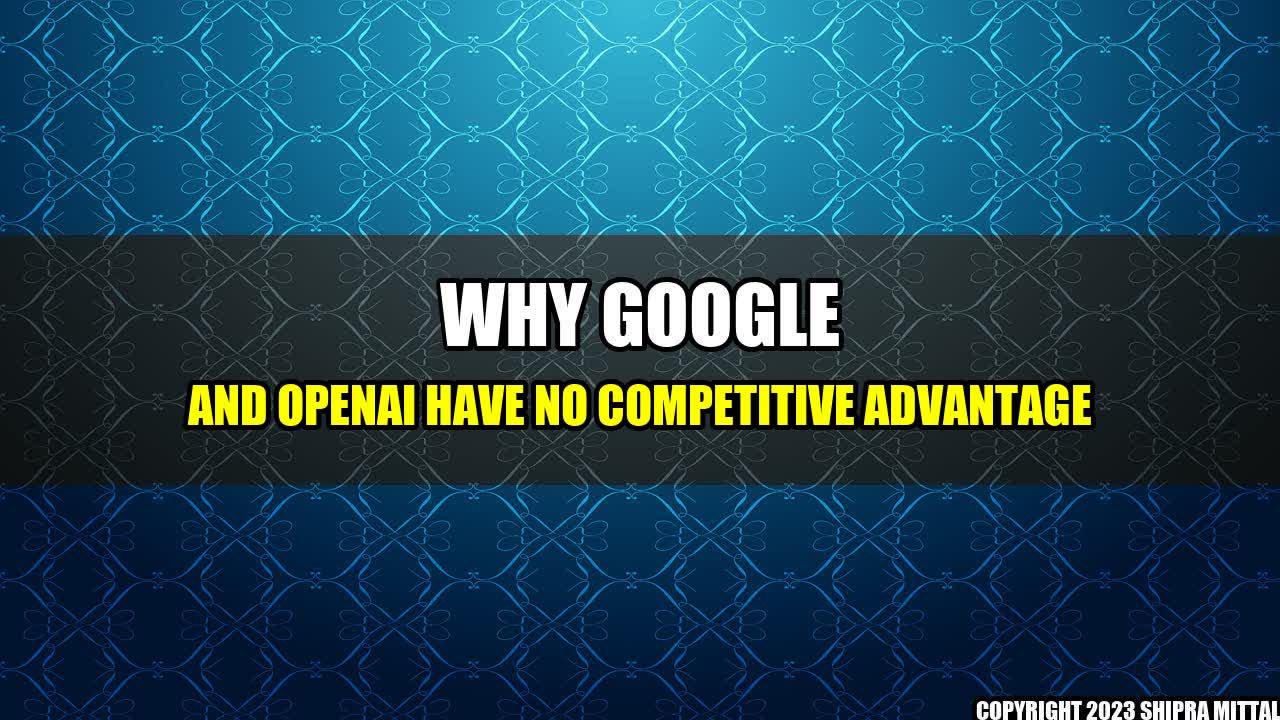 WHY GOOGLE
AND OPENAI HAVE NO COMPETITIVE ADVANTAGE
COPYRIGHT 2023 SHIPRA MITTAL